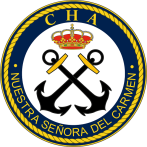 CHA
· NUESTRA SEÑORA DEL CARMEN ·